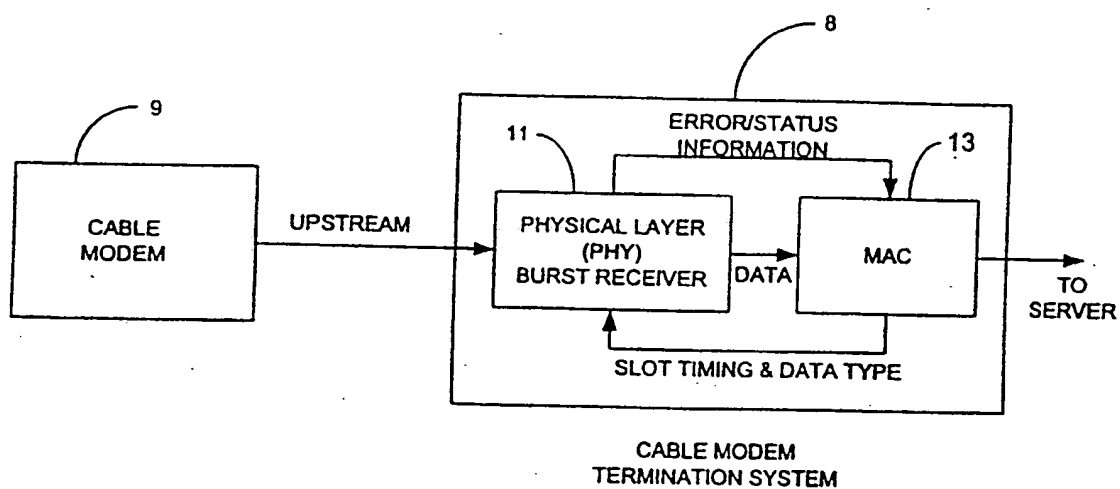 8
9
11
ERROR/STATUS
INFORMATION
13
CABLE
MODEM
UPSTREAM
PHYSICAL LAYER
(PHY)
BURST RECEIVER
DATA
MAC
TO
SERVER
SLOT TIMING & DATA TYPE
CABLE MODEM
TERMINATION SYSTEM